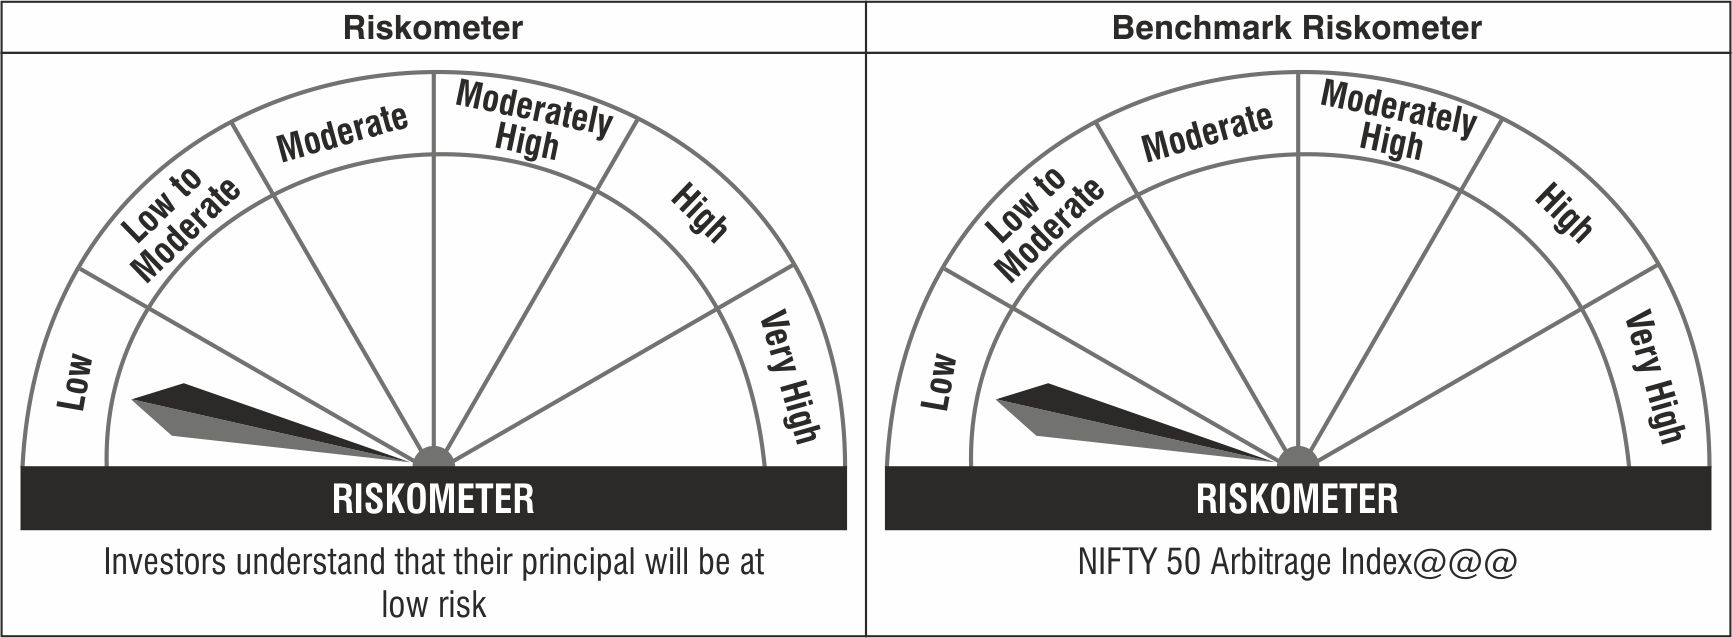 Riskometer
Low
Low to
Moderate
Moderate
Moderately
High
High
Very High
RISKOMETER
Investors understand that their principal will be at
low risk
Benchmark Riskometer
Low
Low to
Moderate
Moderate
Moderately
High
High
Very High
RISKOMETER
NIFTY 50 Arbitrage Index@@@